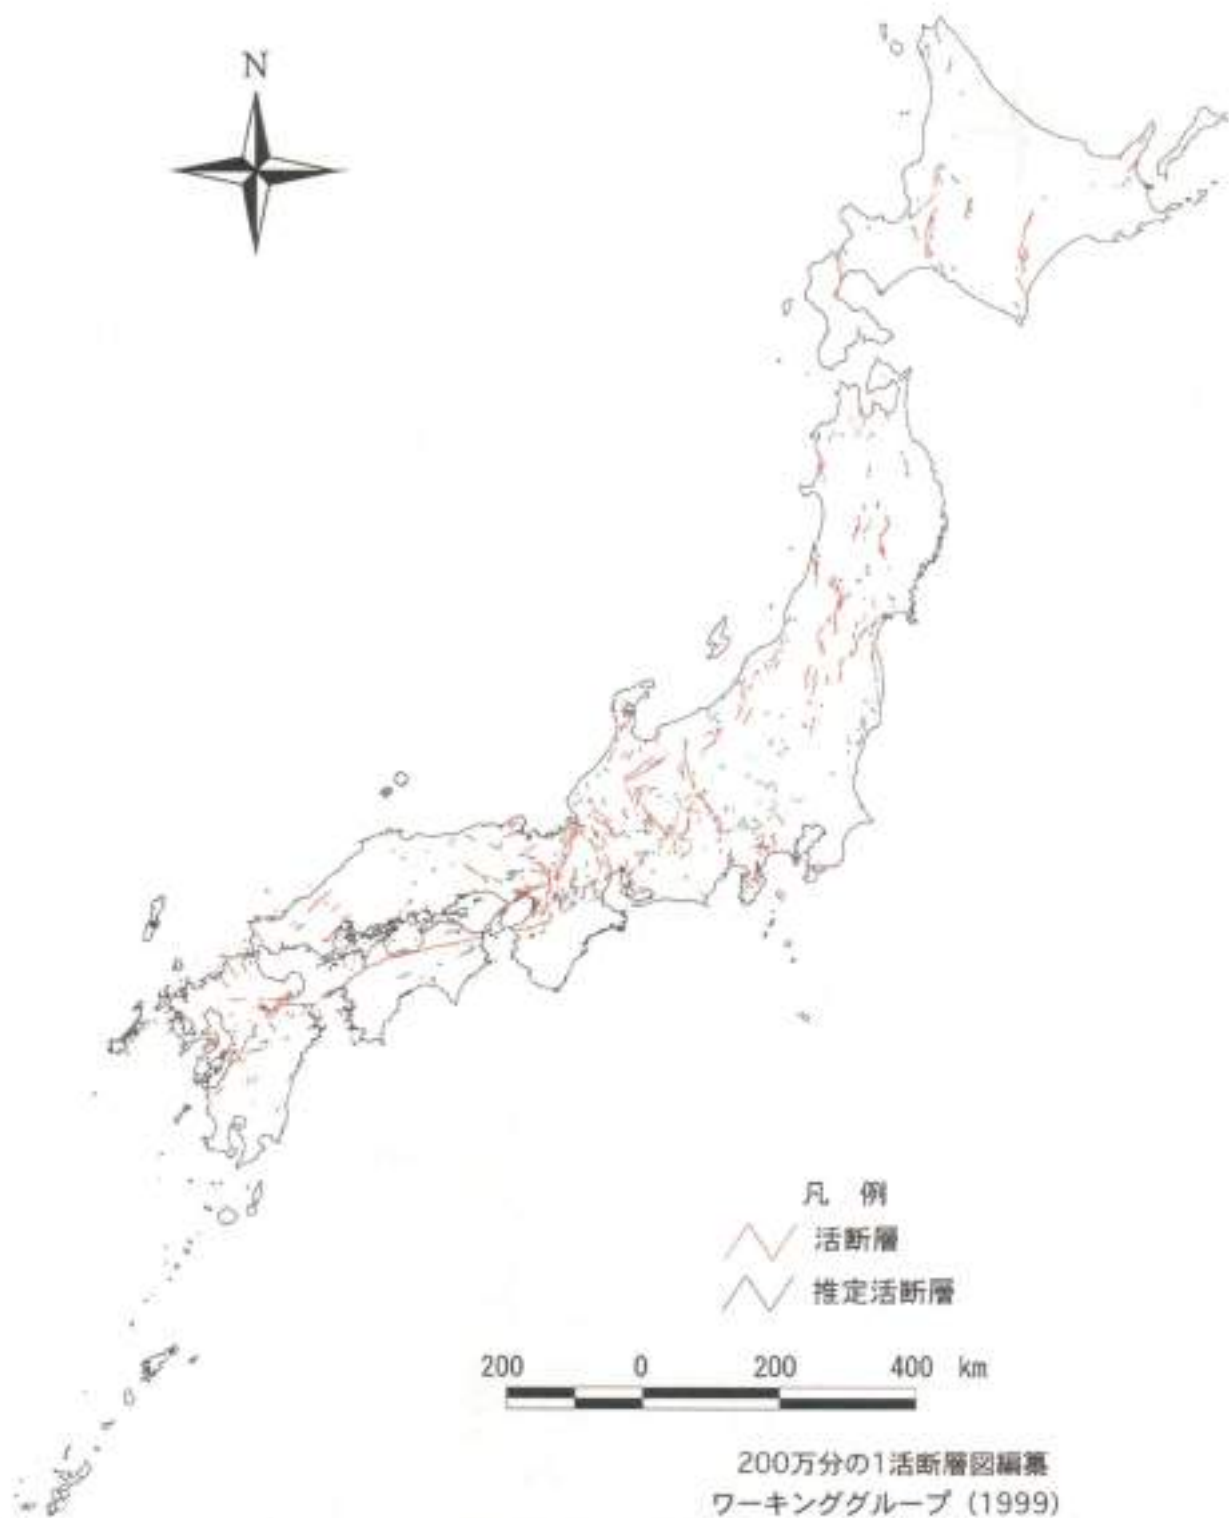 N
凡 例
活断層
推定活断層
200 0 200 400 km
200万分の1活断層図編纂
ワーキンググループ (1999)